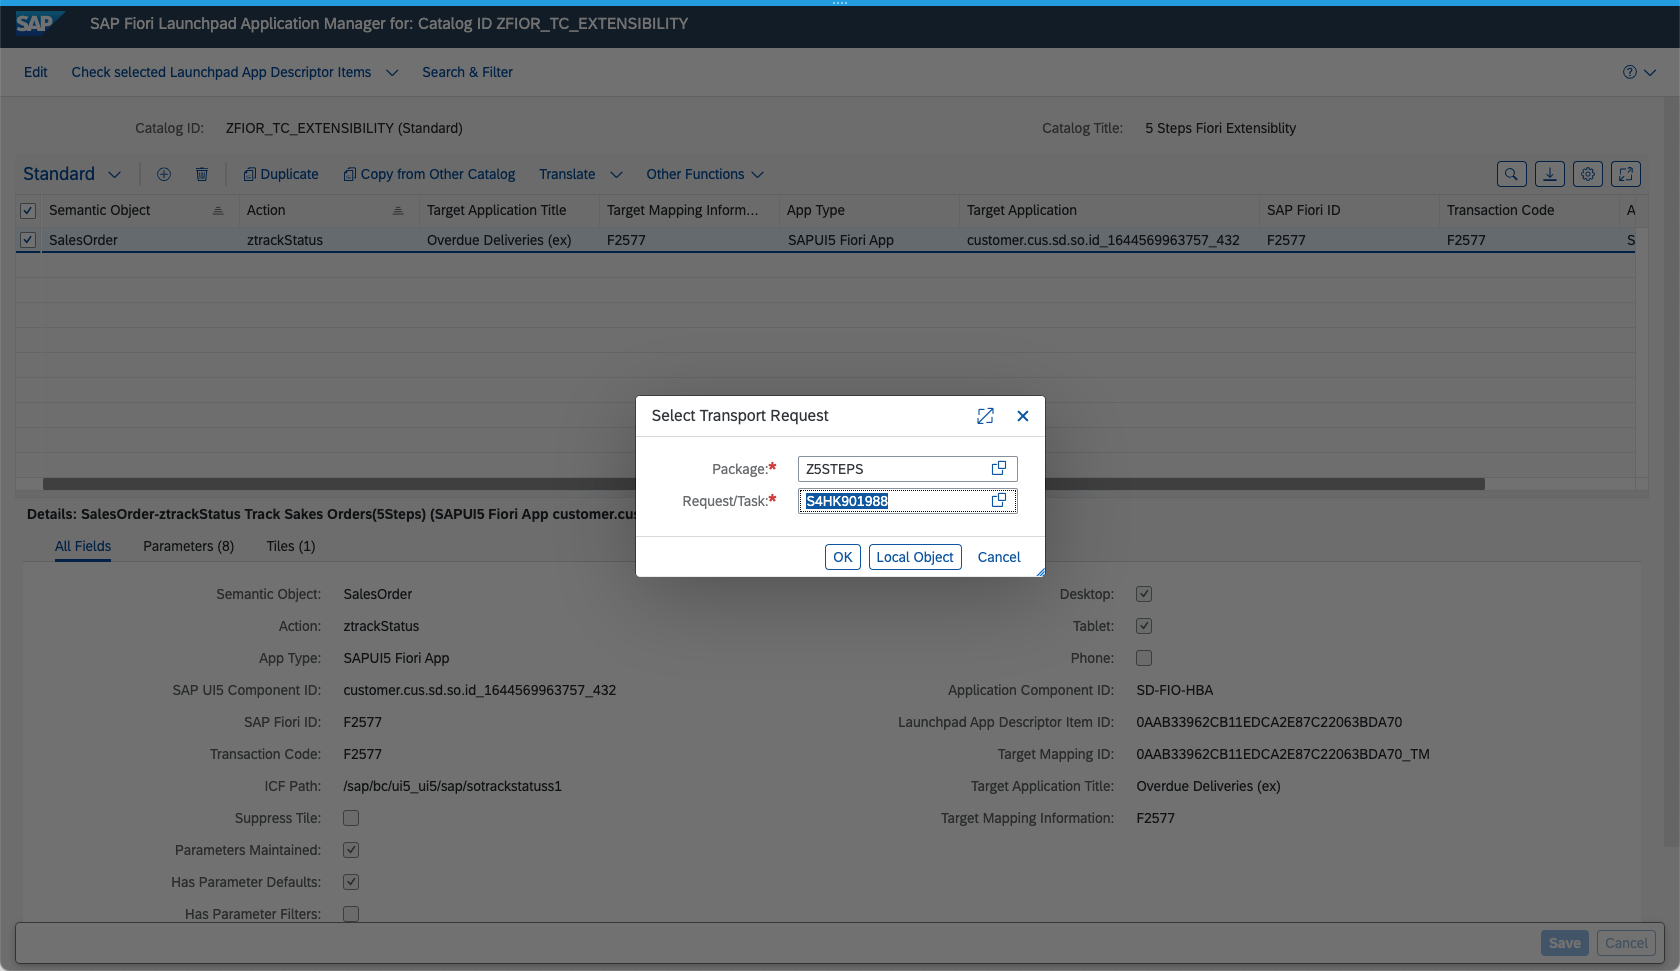 SAP
SAP Fiori Launchpad Application Manager for: Catalog ID ZFIOR_TC_EXTENSIBILITY
Edit Check selected Launchpad App Descriptor Items Search & Filter
Catalog ID: ZFIOR_TC_EXTENSIBILITY (Standard) Catalog Title: 5 Steps Fiori Extensiblity
Standard Duplicate Copy from Other Catalog Translate Other Functions
Semantic Object Action Target Application Title Target Mapping Inform... App Type Target Application SAP Fiori ID Transaction Code A
SalesOrder ztrackStatus Overdue Deliveries (ex) F2577 SAPUI5 Fiori App customer.cus.sd.so.id_1644569963757_432 F2577 F2577 S
Select Transport Request
Package:* Z5STEPS
Request/Task:* S4HK901988
OK Local Object Cancel
Details: SalesOrder-ztrackStatus Track Sakes Orders(5Steps) (SAPUI5 Fiori App customer.cu
All Fields Parameters (8) Tiles (1)
Semantic Object: SalesOrder
Action: ztrackStatus
App Type: SAPUI5 Fiori App
SAP UI5 Component ID: customer.cus.sd.so.id_1644569963757_432
SAP Fiori ID: F2577
Transaction Code: F2577
ICF Path: /sap/bc/ui5_ui5/sap/sotrackstatuss1
Suppress Tile:
Parameters Maintained:
Has Parameter Defaults:
Has Parameter Filters:
Desktop:
Tablet:
Phone:
Application Component ID: SD-FIO-HBA
Launchpad App Descriptor Item ID: 0AAB33962CB11EDCA2E87C22063BDA70
Target Mapping ID: 0AAB33962CB11EDCA2E87C22063BDA70_TM
Target Application Title: Overdue Deliveries (ex)
Target Mapping Information: F2577
Save Cancel